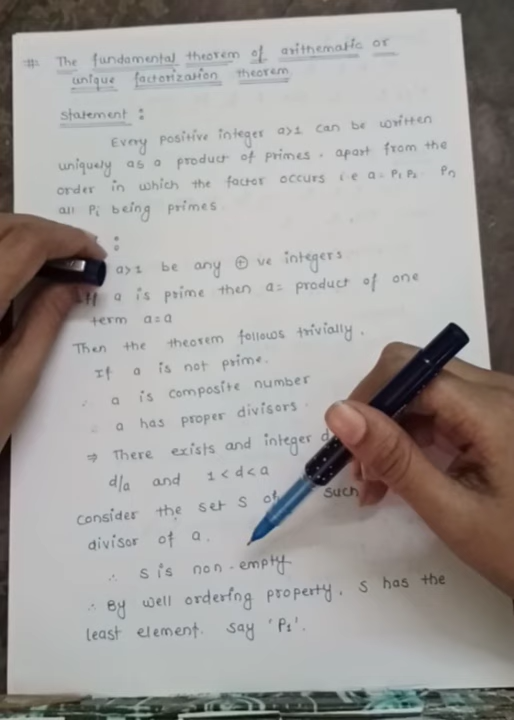 #. The fundamental theorem of arithematic or
unique factorization theorem
statement :
Every positive integer a>1 can be written
uniquely as a product of primes. apart from the
order in which the factor occurs i.e a = P1 P2 . Pn
all Pi being primes
:
a>1 be any ⊕ ve integers.
If a is prime then a = product of one
term a=a
Then the theorem follows trivially.
If a is not prime.
∴ a is composite number
∴ a has proper divisors.
⇒ There exists and integer d
d/a and 1<d<a
consider the set S of such
divisor of a.
∴ S is non-empty
∴ By well ordering property, S has the
least element. say 'P1'.